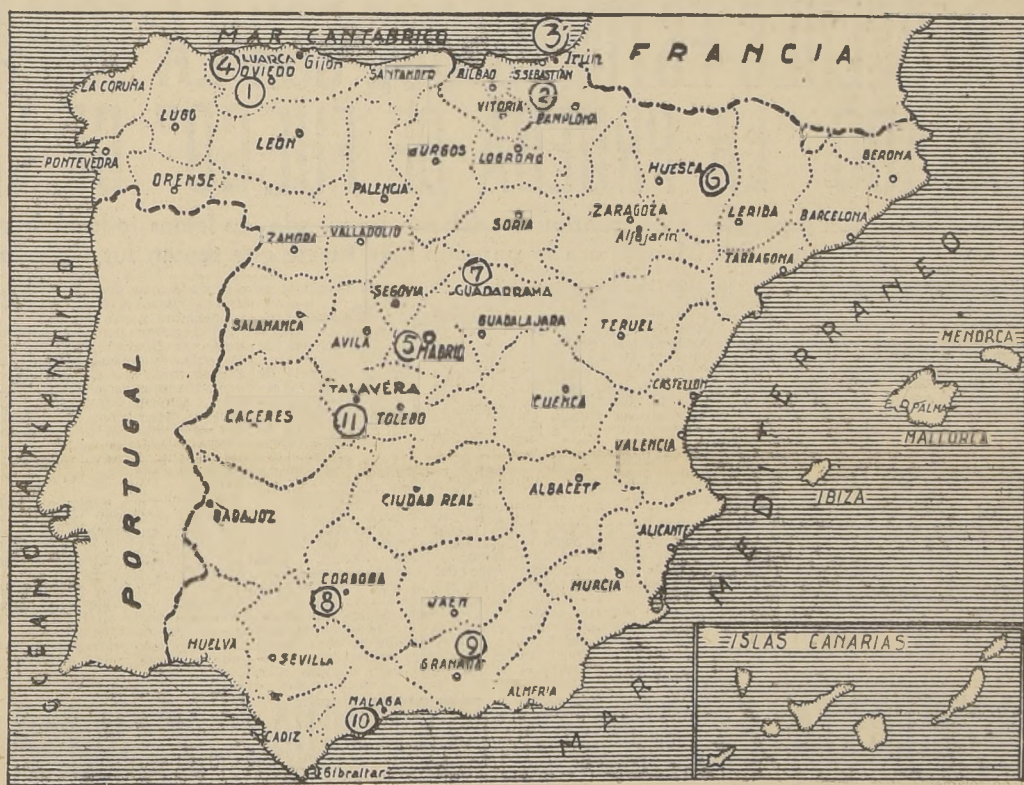 MAR CANTABRICO
3
FRANCIA
4
LUARCA
OVIEDO
Gijón
SANTANDER
BILBAO
S.SEBASTIAN
Irún
LA CORUÑA
1
2
VITORIA
PAMPLONA
LUGO
LEÓN
BURGOS
LOGROÑO
PONTEVEDRA
ORENSE
PALENCIA
HUESCA
6
GERONA
SORIA
ZARAGOZA
LERIDA
BARCELONA
Alfajarín
ZAMORA
VALLADOLID
TARRAGONA
7
SEGOVIA
GUADARRAMA
SALAMANCA
AVILA
5
MADRID
GUADALAJARA
TERUEL
MENORCA
TALAVERA
CASTELLON
CACERES
11
TOLEDO
CUENCA
PALMA
MALLORCA
VALENCIA
IBIZA
OCEANO ATLANTICO
PORTUGAL
MAR MEDITERRANEO
BADAJOZ
CIUDAD REAL
ALBACETE
ALICANTE
CORDOBA
8
MURCIA
JAEN
HUELVA
SEVILLA
9
GRANADA
ISLAS CANARIAS
ALMERIA
MALAGA
10
CADIZ
Gibraltar